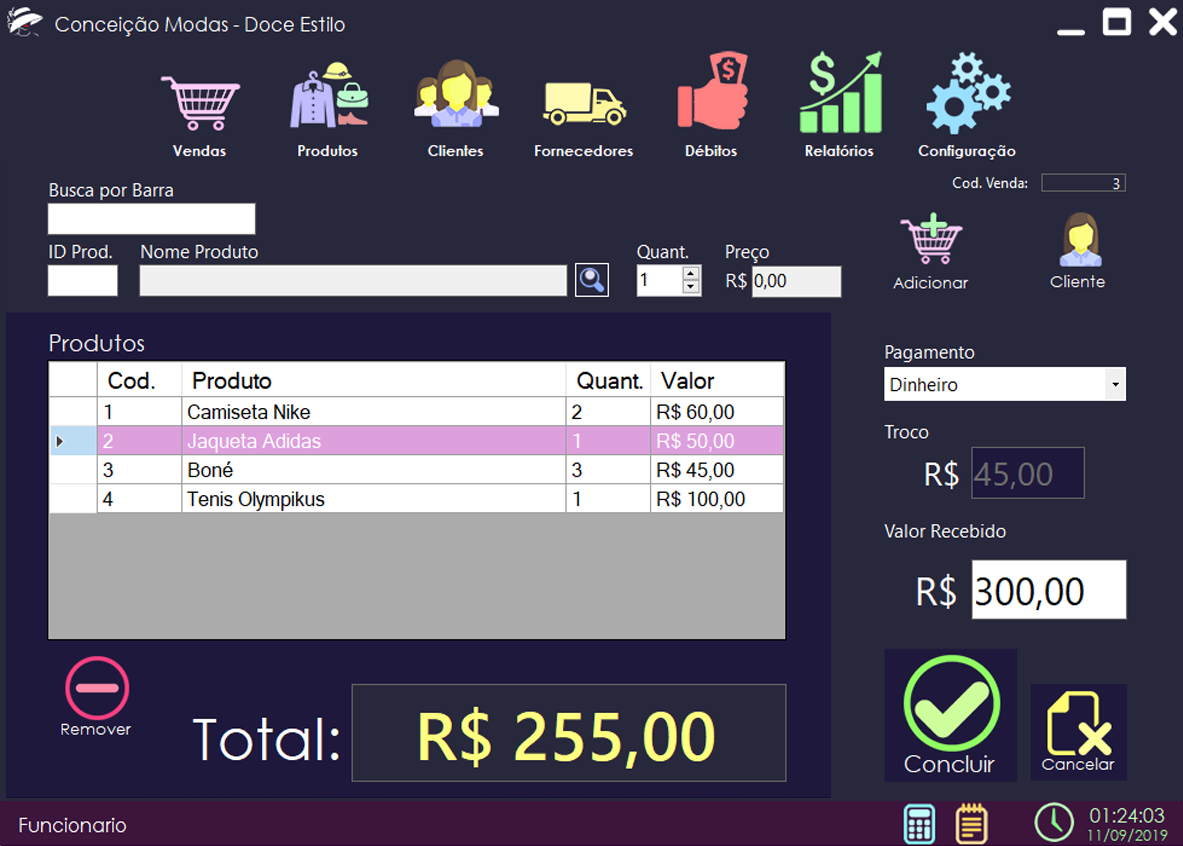 Conceição Modas - Doce Estilo
Vendas Produtos Clientes Fornecedores Débitos Relatórios Configuração
Cod. Venda: 3
Busca por Barra
ID Prod. Nome Produto Quant. Preço
1 R$ 0,00
Adicionar Cliente
Produtos
Cod. Produto Quant. Valor
1 Camiseta Nike 2 R$ 60,00
2 Jaqueta Adidas 1 R$ 50,00
3 Boné 3 R$ 45,00
4 Tenis Olympikus 1 R$ 100,00
Pagamento
Dinheiro
Troco
R$ 45,00
Valor Recebido
R$ 300,00
Remover
Total: R$ 255,00
Concluir Cancelar
Funcionario
01:24:03
11/09/2019